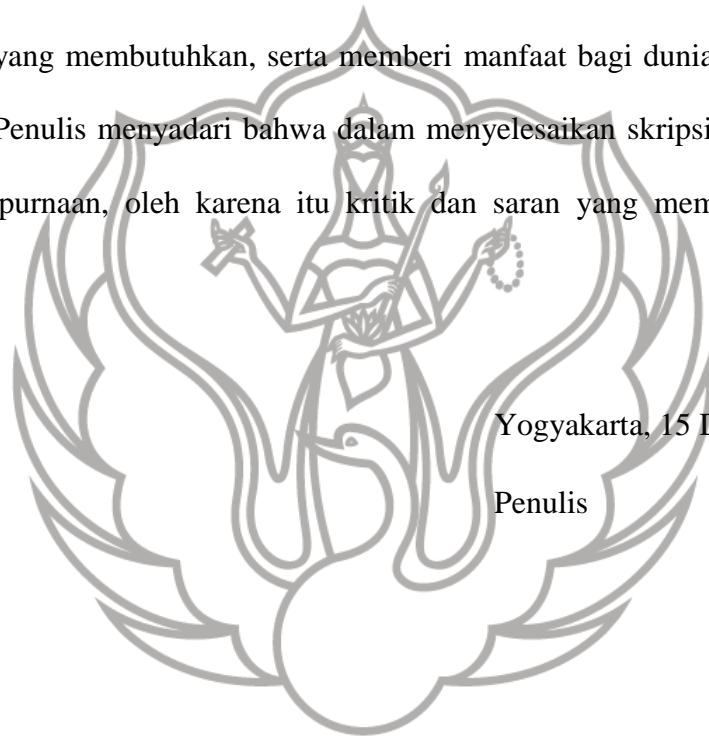 yang membutuhkan, serta memberi manfaat bagi dunia
Penulis menyadari bahwa dalam menyelesaikan skripsi
purnaan, oleh karena itu kritik dan saran yang mem
Yogyakarta, 15 D
Penulis